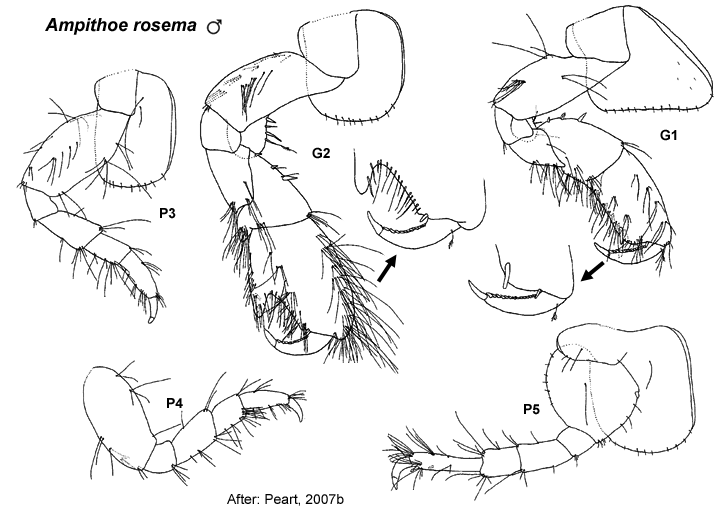 Ampithoe rosema ♂
G1
G2
P3
P4
P5
After: Peart, 2007b